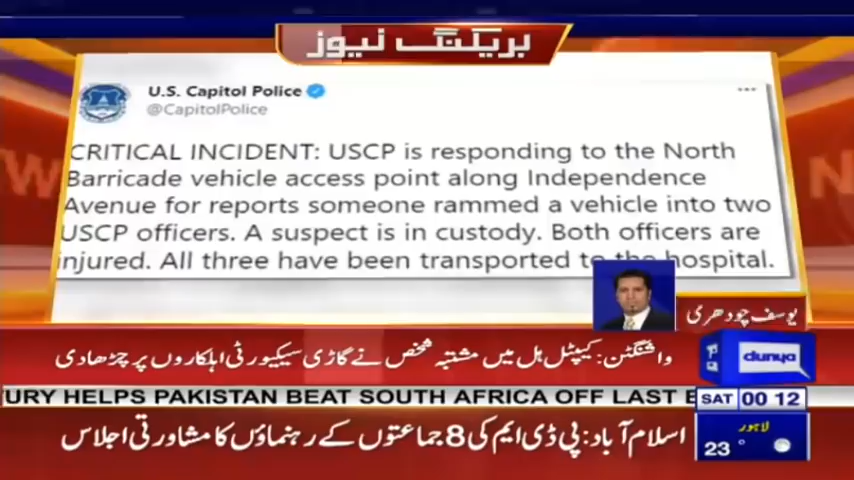 بریکنگ نیوز
U.S. Capitol Police
@CapitolPolice
CRITICAL INCIDENT: USCP is responding to the North
Barricade vehicle access point along Independence
Avenue for reports someone rammed a vehicle into two
USCP officers. A suspect is in custody. Both officers are
injured. All three have been transported to the hospital.
یوسف چودھری
واشنگٹن: کیپٹل ہل میں مشتبہ شخص نے گاڑی سیکیورٹی اہلکاروں پر چڑھا دی
dunya
URY HELPS PAKISTAN BEAT SOUTH AFRICA OFF LAST
SAT 00 12
اسلام آباد: پی ڈی ایم کی 8 جماعتوں کے رہنماؤں کا مشاورتی اجلاس
لاہور
23°